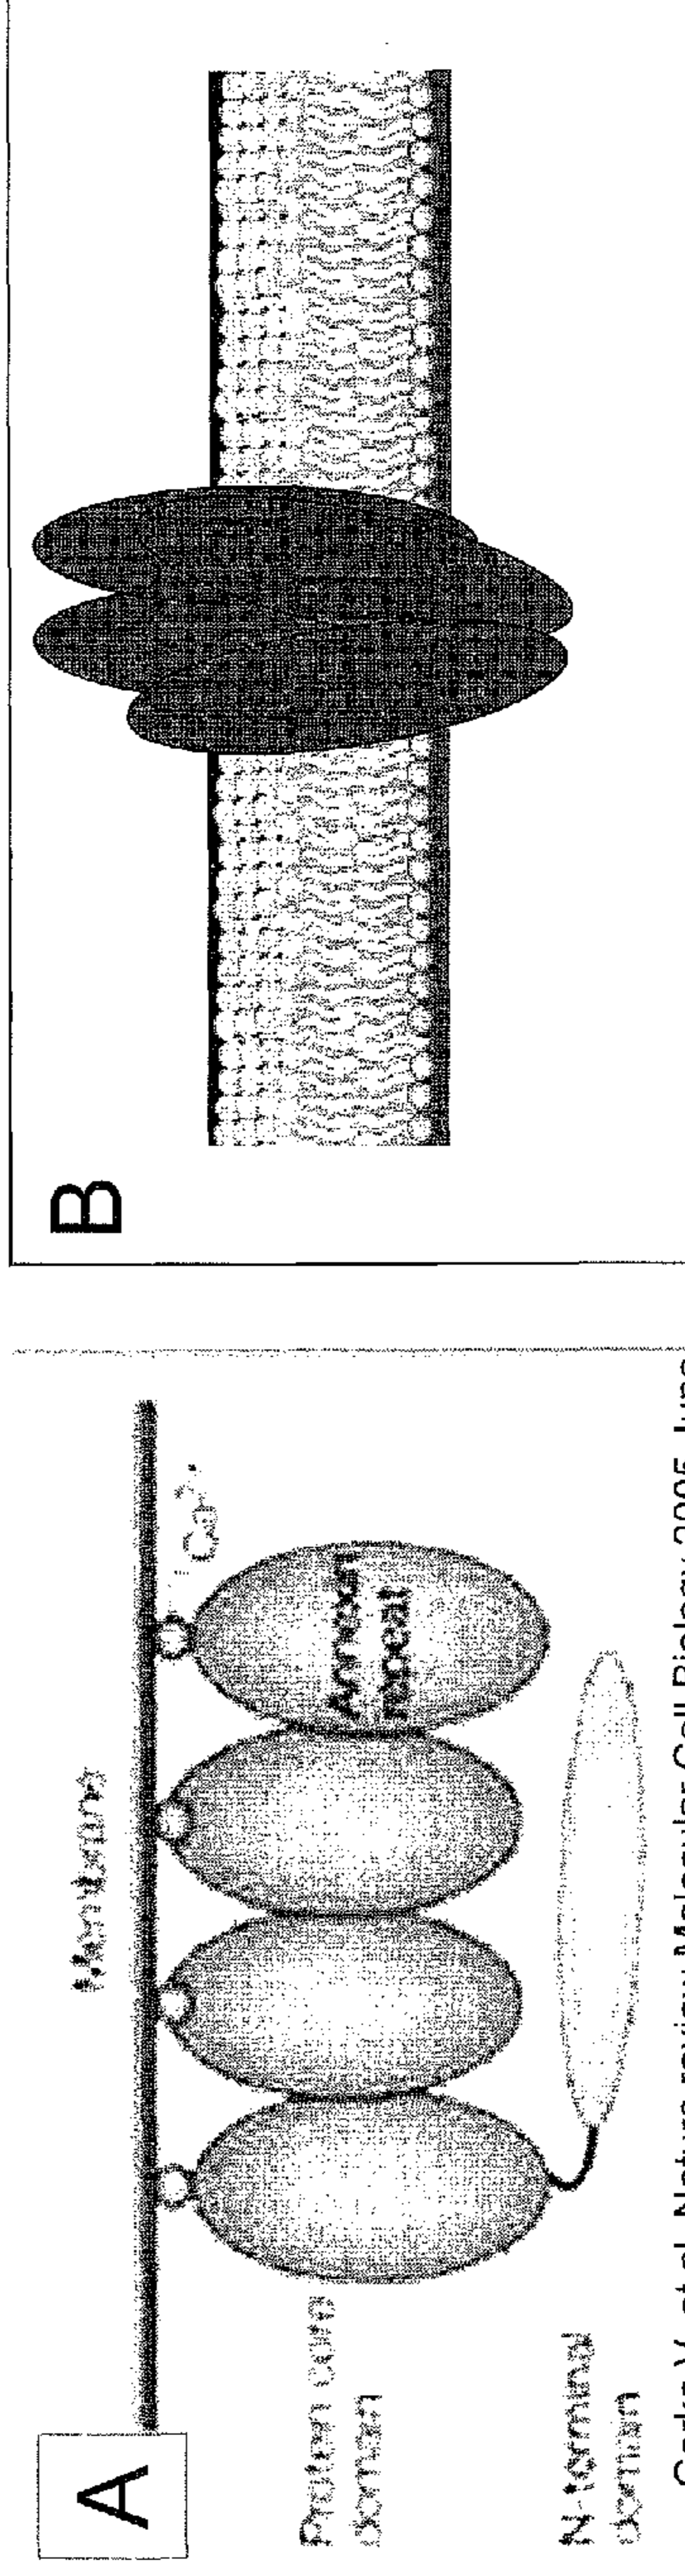 A
Membrane
Ca2+
Annexin
repeat
Protein core
domain
N-terminal
domain
Gerke V, et al. Nature review Molecular Cell Biology 2005, June
B